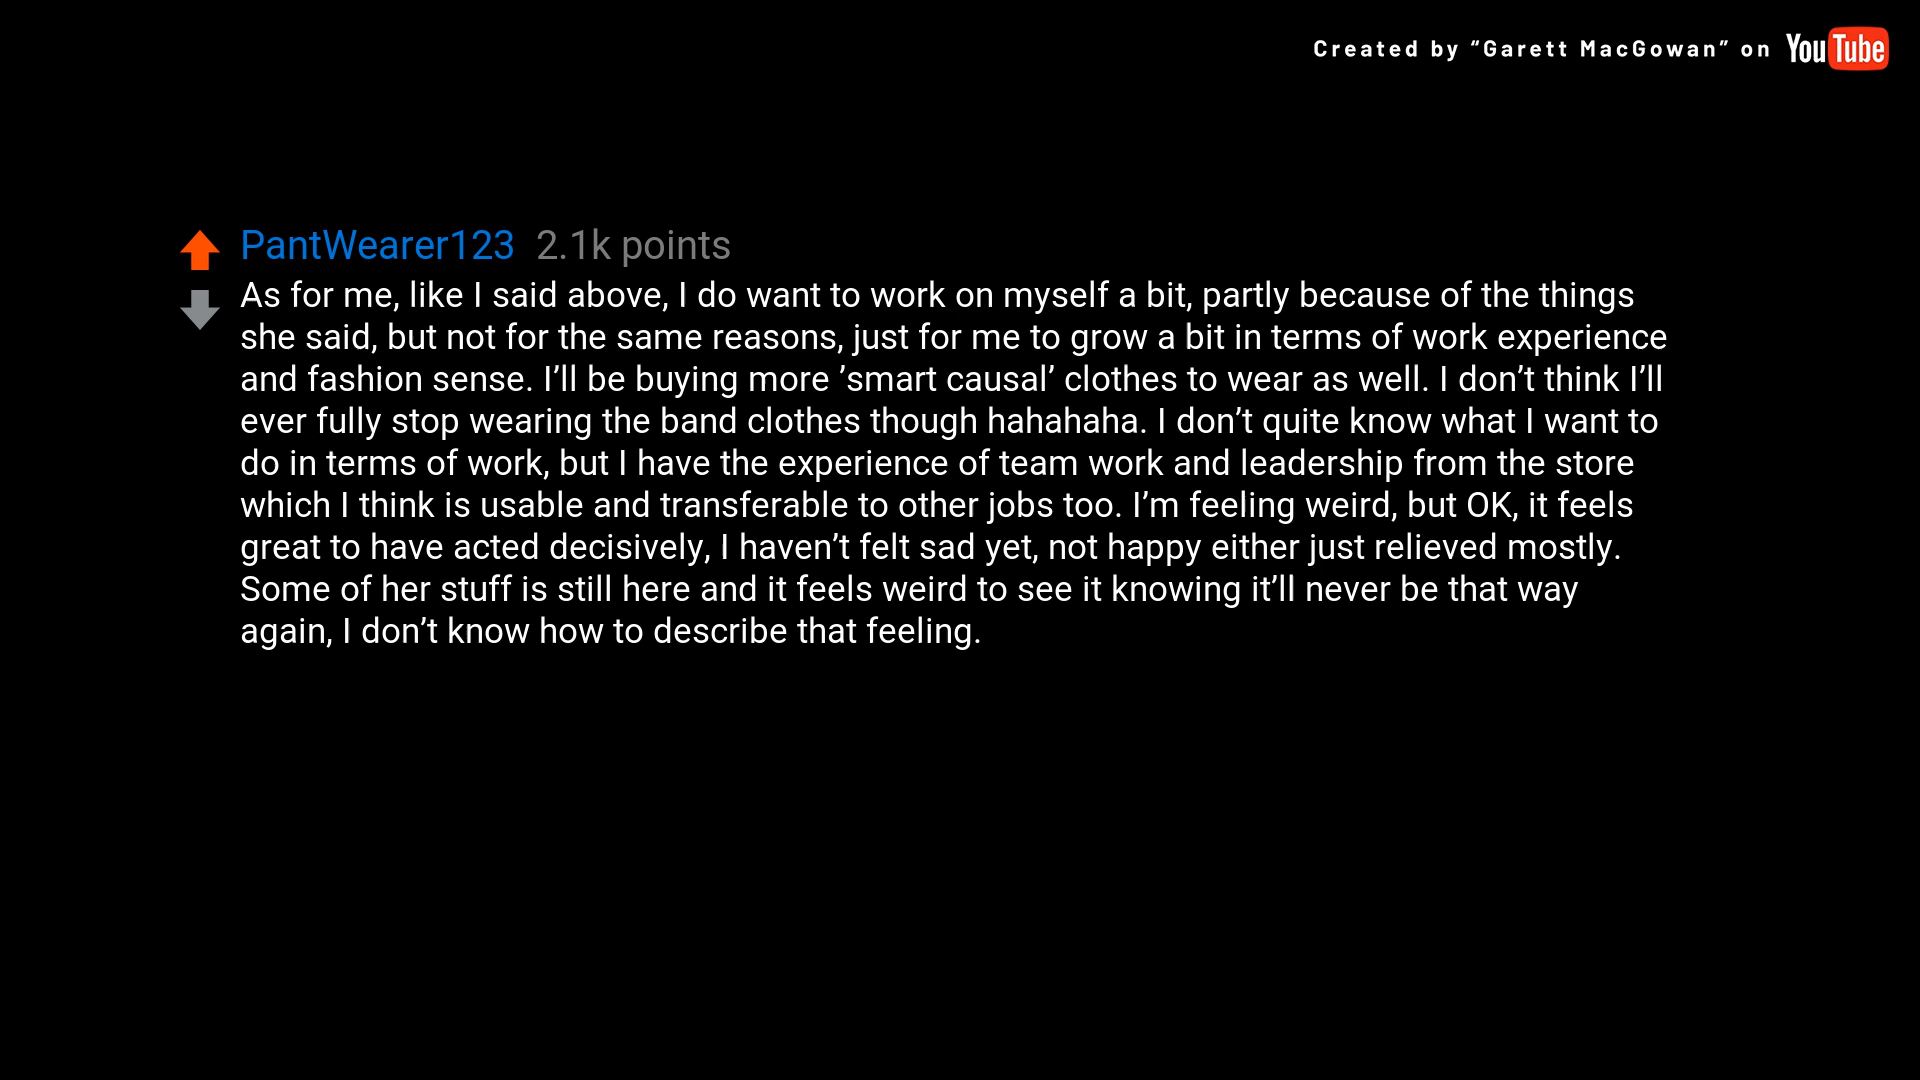 Created by “Garett MacGowan” on YouTube
PantWearer123 2.1k points
As for me, like I said above, I do want to work on myself a bit, partly because of the things
she said, but not for the same reasons, just for me to grow a bit in terms of work experience
and fashion sense. I’ll be buying more ’smart causal’ clothes to wear as well. I don’t think I’ll
ever fully stop wearing the band clothes though hahahaha. I don’t quite know what I want to
do in terms of work, but I have the experience of team work and leadership from the store
which I think is usable and transferable to other jobs too. I’m feeling weird, but OK, it feels
great to have acted decisively, I haven’t felt sad yet, not happy either just relieved mostly.
Some of her stuff is still here and it feels weird to see it knowing it’ll never be that way
again, I don’t know how to describe that feeling.